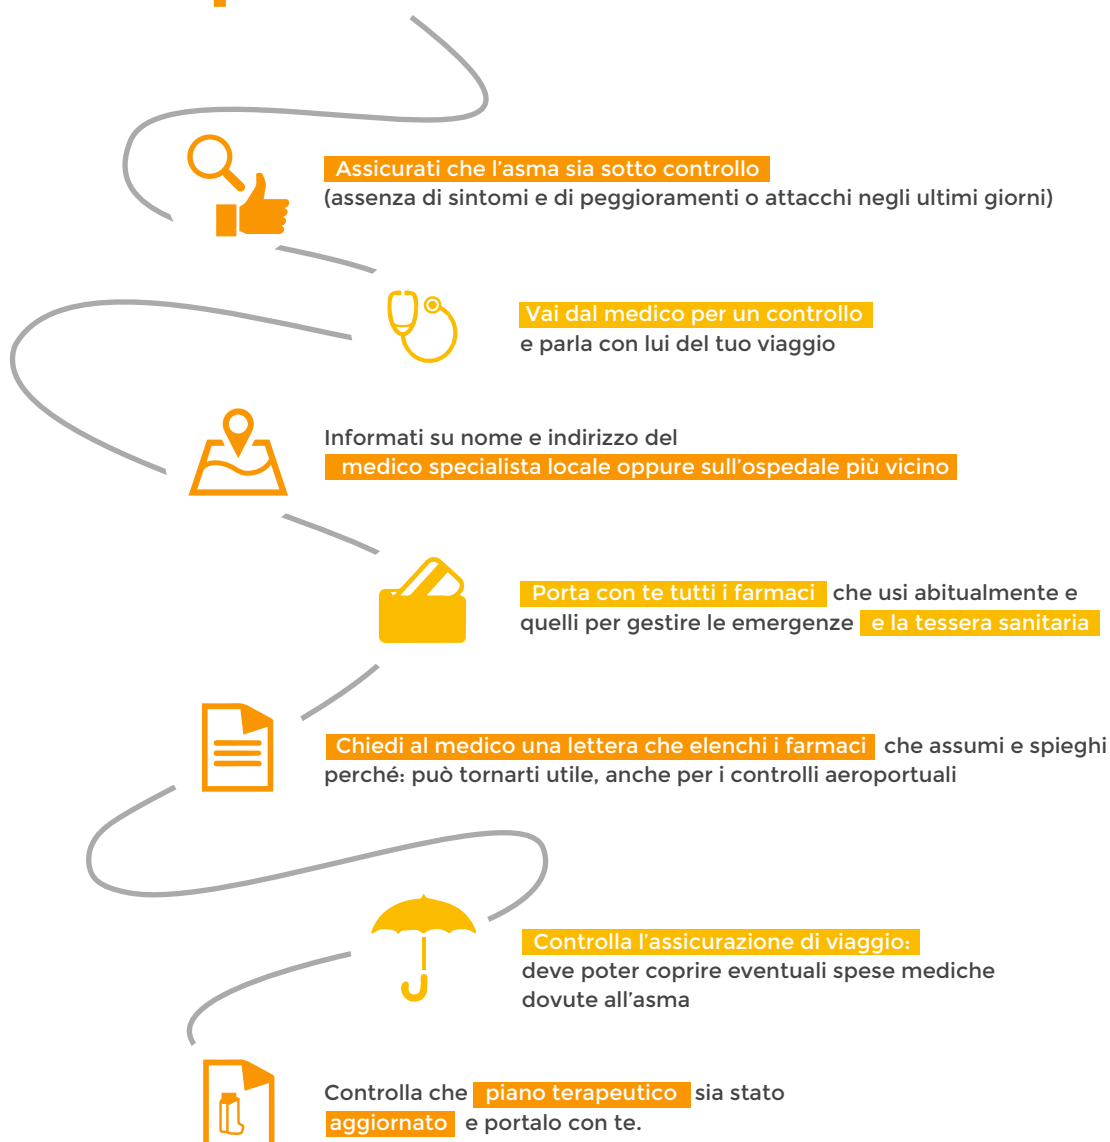 Assicurati che l'asma sia sotto controllo
(assenza di sintomi e di peggioramenti o attacchi negli ultimi giorni)
Vai dal medico per un controllo
e parla con lui del tuo viaggio
Informati su nome e indirizzo del
medico specialista locale oppure sull'ospedale più vicino
Porta con te tutti i farmaci che usi abitualmente e
quelli per gestire le emergenze e la tessera sanitaria
Chiedi al medico una lettera che elenchi i farmaci che assumi e spieghi
perché: può tornarti utile, anche per i controlli aeroportuali
Controlla l'assicurazione di viaggio:
deve poter coprire eventuali spese mediche
dovute all'asma
Controlla che piano terapeutico sia stato
aggiornato e portalo con te.